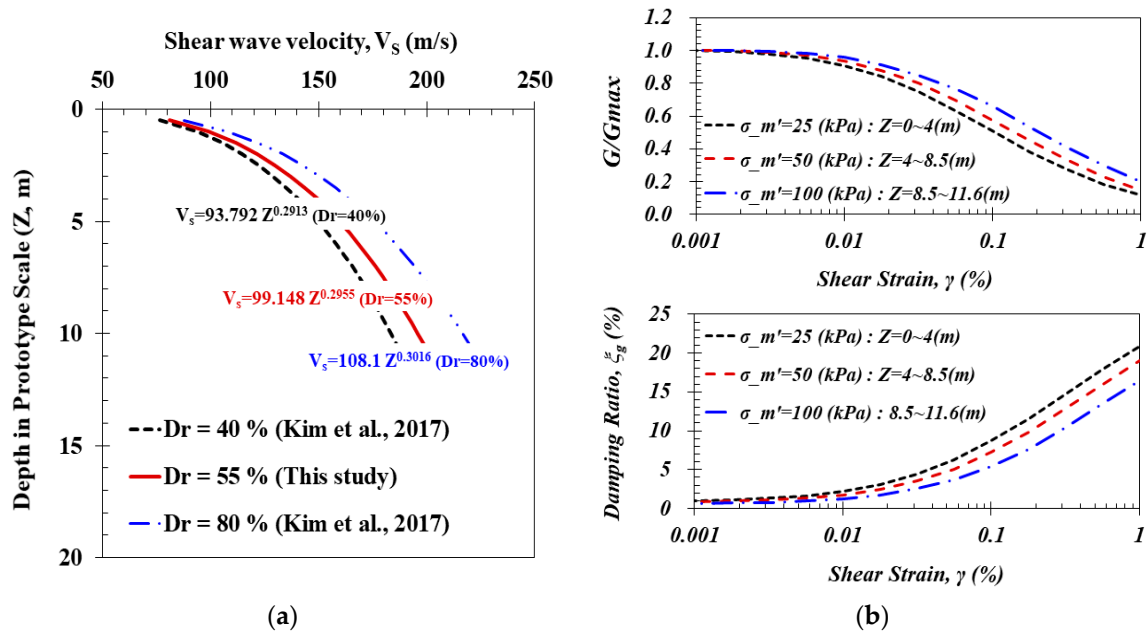 Shear wave velocity, VS (m/s)
50 100 150 200 250
0
5
10
15
20
Depth in Prototype Scale (Z, m)
Vs=93.792 Z^0.2913 (Dr=40%)
Vs=99.148 Z^0.2955 (Dr=55%)
Vs=108.1 Z^0.3016 (Dr=80%)
Dr = 40 % (Kim et al., 2017)
Dr = 55 % (This study)
Dr = 80 % (Kim et al., 2017)
(a)
1.2
1.0
0.8
0.6
0.4
0.2
0.0
G/Gmax
σ_m'=25 (kPa) : Z=0~4(m)
σ_m'=50 (kPa) : Z=4~8.5(m)
σ_m'=100 (kPa) : Z=8.5~11.6(m)
0.001 0.01 0.1 1
Shear Strain, γ (%)
25
20
15
10
5
0
Damping Ratio, ξg (%)
σ_m'=25 (kPa) : Z=0~4(m)
σ_m'=50 (kPa) : Z=4~8.5(m)
σ_m'=100 (kPa) : 8.5~11.6(m)
0.001 0.01 0.1 1
Shear Strain, γ (%)
(b)